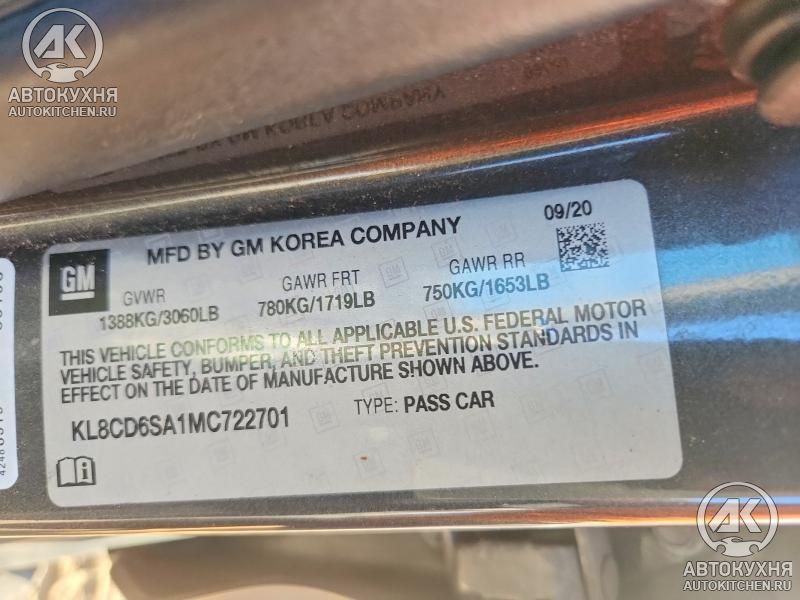 АК
АВТОКУХНЯ
AUTOKITCHEN.RU
GM
MFD BY GM KOREA COMPANY
09/20
GVWR
1388KG/3060LB
GAWR FRT
780KG/1719LB
GAWR RR
750KG/1653LB
THIS VEHICLE CONFORMS TO ALL APPLICABLE U.S. FEDERAL MOTOR
VEHICLE SAFETY, BUMPER, AND THEFT PREVENTION STANDARDS IN
EFFECT ON THE DATE OF MANUFACTURE SHOWN ABOVE.
KL8CD6SA1MC722701
TYPE: PASS CAR
АК
АВТОКУХНЯ
AUTOKITCHEN.RU